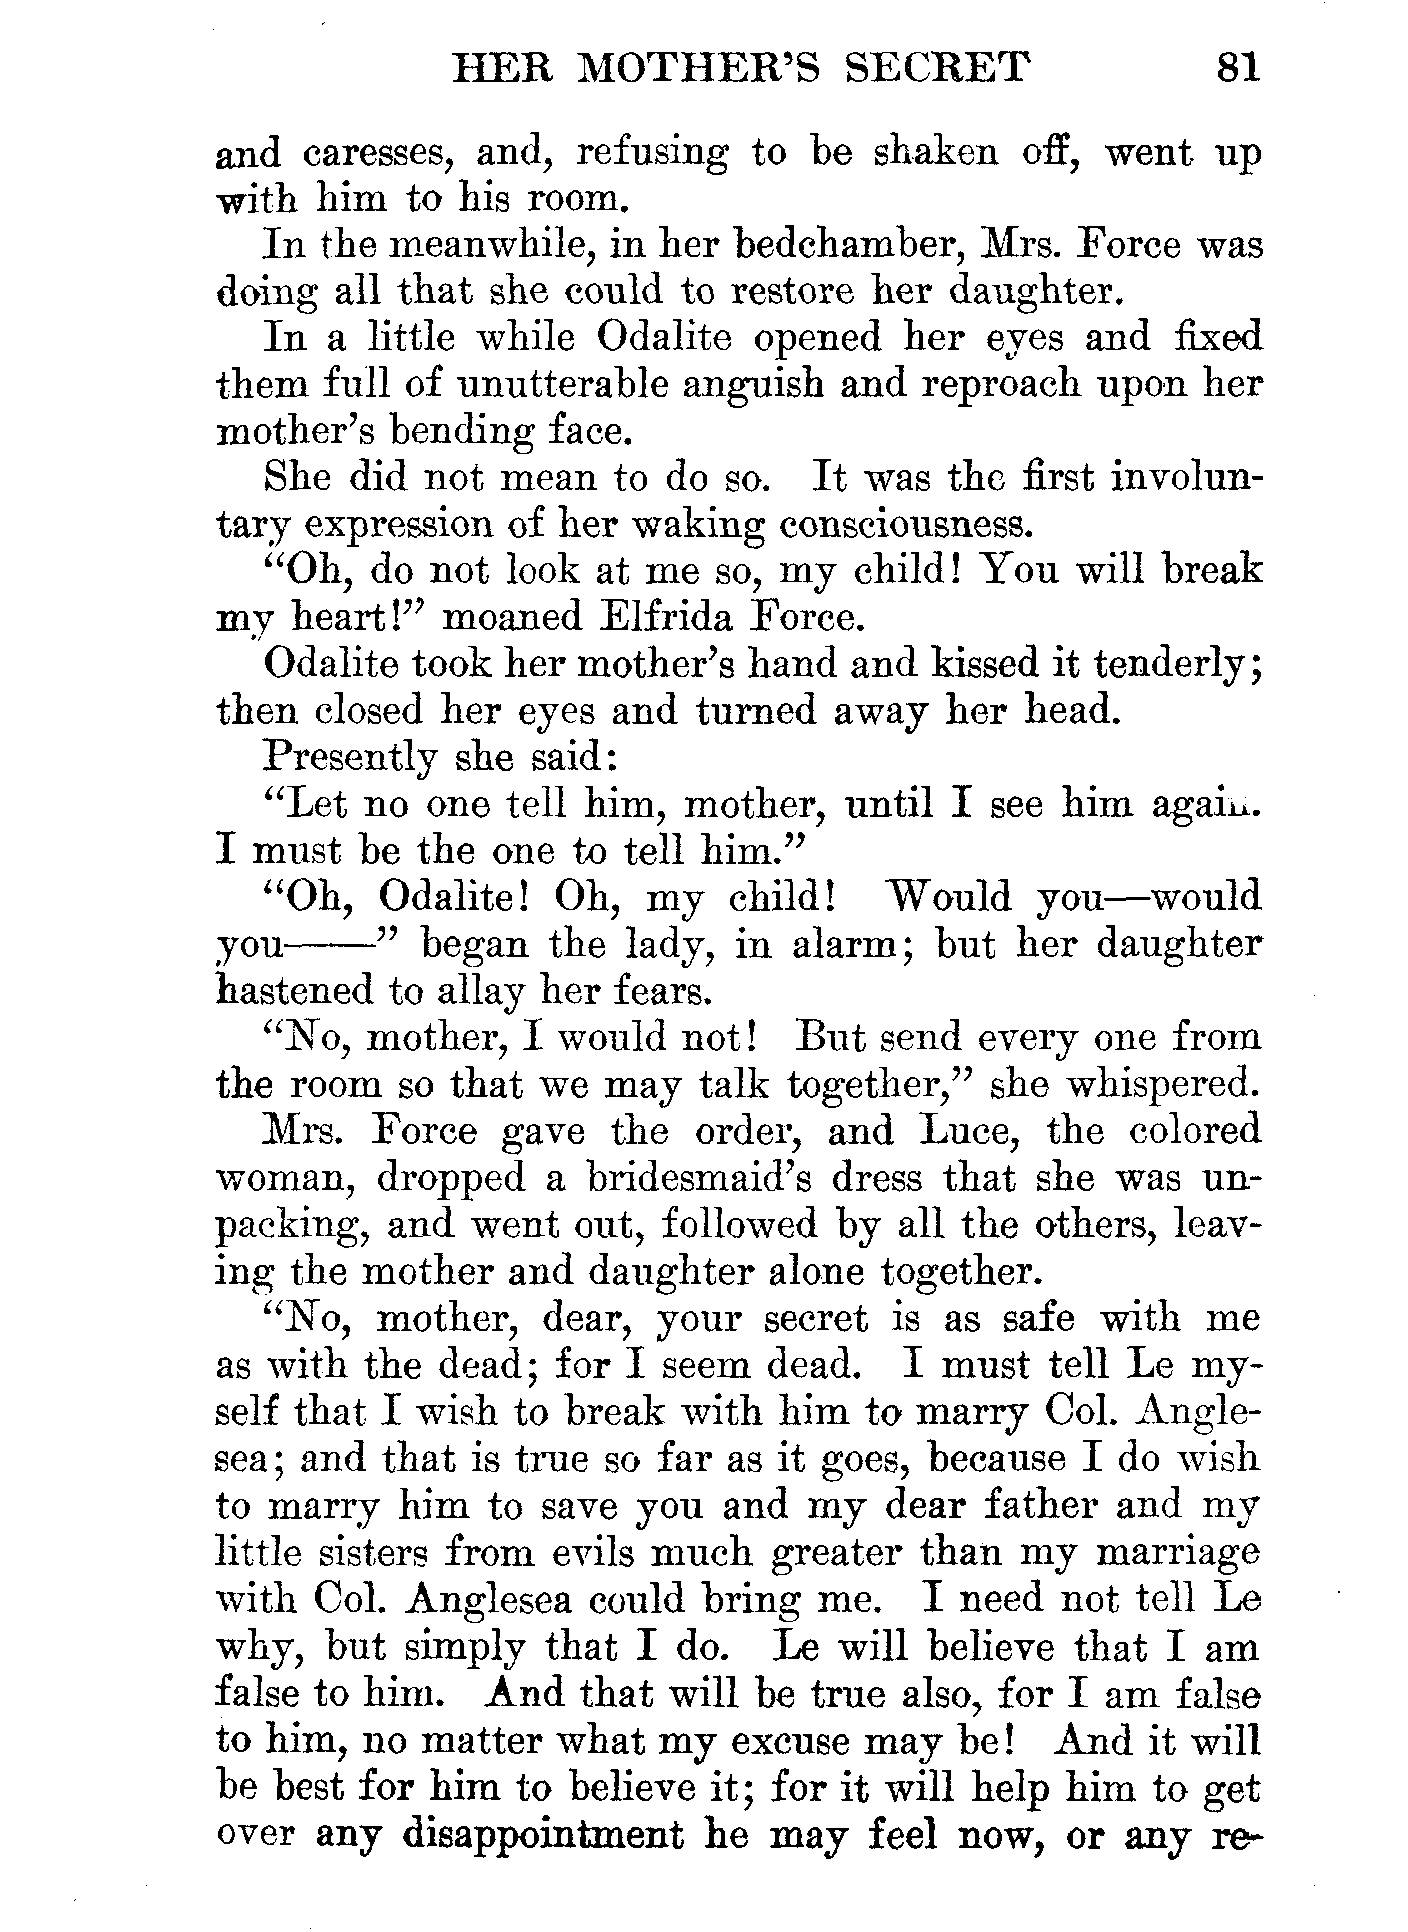 HER MOTHER'S SECRET 81
and caresses, and, refusing to be shaken off, went up
with him to his room.
In the meanwhile, in her bedchamber, Mrs. Force was
doing all that she could to restore her daughter.
In a little while Odalite opened her eyes and fixed
them full of unutterable anguish and reproach upon her
mother's bending face.
She did not mean to do so. It was the first involun-
tary expression of her waking consciousness.
“Oh, do not look at me so, my child! You will break
my heart!” moaned Elfrida Force.
Odalite took her mother's hand and kissed it tenderly;
then closed her eyes and turned away her head.
Presently she said:
“Let no one tell him, mother, until I see him again.
I must be the one to tell him.”
“Oh, Odalite! Oh, my child! Would you—would
you——” began the lady, in alarm; but her daughter
hastened to allay her fears.
“No, mother, I would not! But send every one from
the room so that we may talk together,” she whispered.
Mrs. Force gave the order, and Luce, the colored
woman, dropped a bridesmaid's dress that she was un-
packing, and went out, followed by all the others, leav-
ing the mother and daughter alone together.
“No, mother, dear, your secret is as safe with me
as with the dead; for I seem dead. I must tell Le my-
self that I wish to break with him to marry Col. Angle-
sea; and that is true so far as it goes, because I do wish
to marry him to save you and my dear father and my
little sisters from evils much greater than my marriage
with Col. Anglesea could bring me. I need not tell Le
why, but simply that I do. Le will believe that I am
false to him. And that will be true also, for I am false
to him, no matter what my excuse may be! And it will
be best for him to believe it; for it will help him to get
over any disappointment he may feel now, or any re-